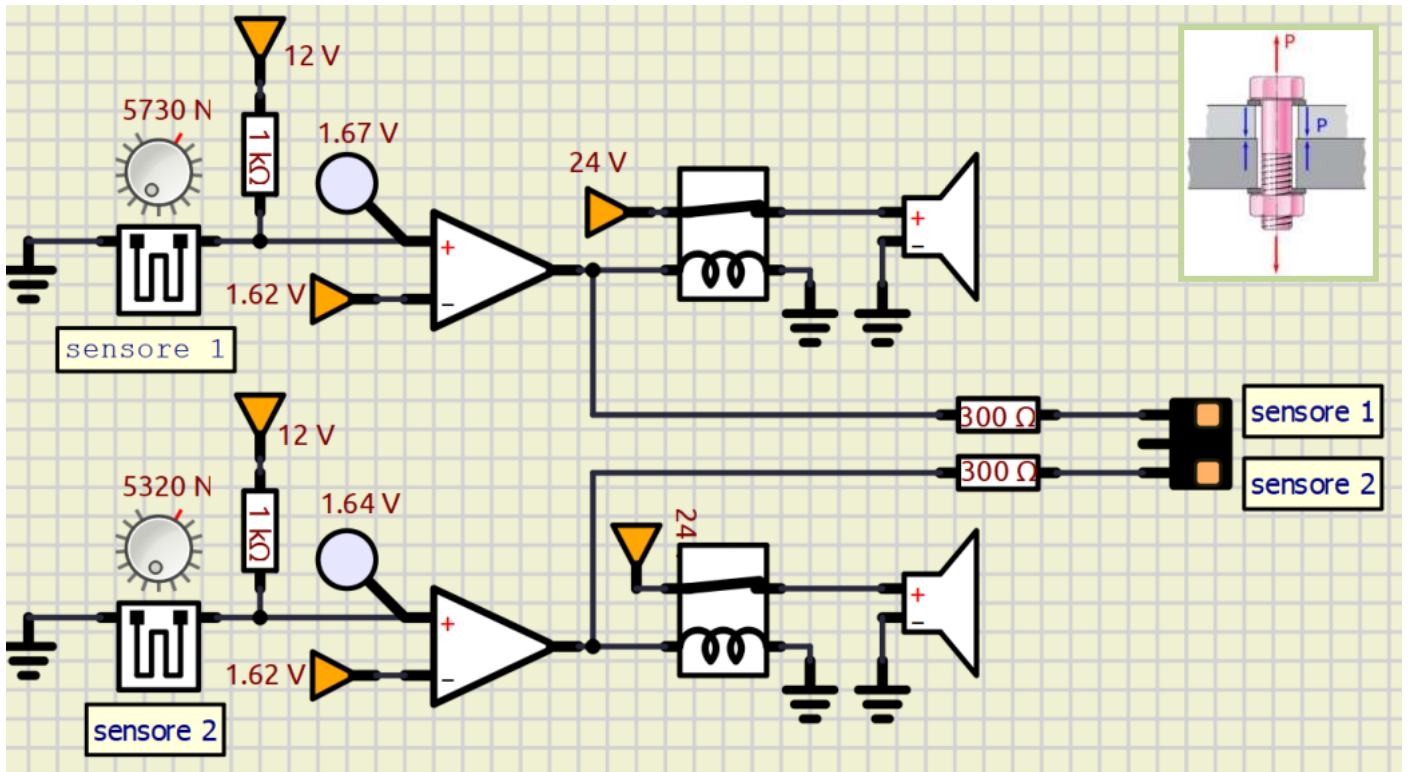 12 V
5730 N
1 kΩ
1.67 V
24 V
+
−
1.62 V
+
−
sensore 1
P
P
300 Ω
sensore 1
300 Ω
sensore 2
12 V
5320 N
1 kΩ
1.64 V
24
+
−
1.62 V
+
−
sensore 2